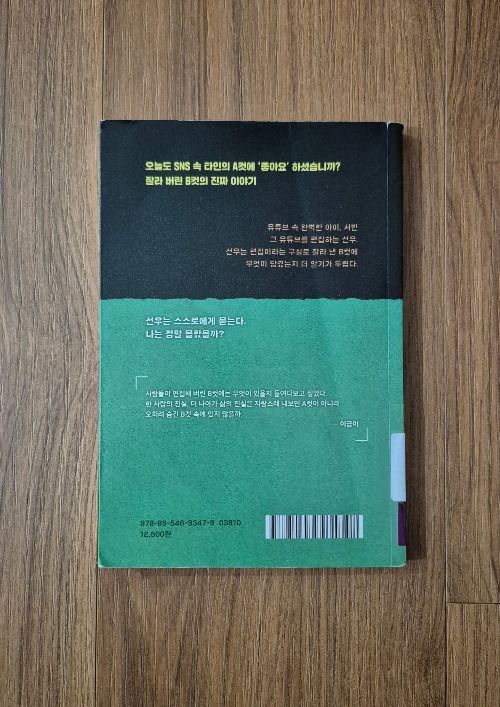 오늘도 SNS 속 타인의 A컷에 '좋아요' 하셨습니까?
잘라 버린 B컷의 진짜 이야기
유튜브 속 완벽한 아이, 서빈
그 유튜브를 편집하는 선우.
선우는 편집이라는 구실로 잘라 낸 B컷에
무엇이 담겼는지 더 알기가 두렵다.
선우는 스스로에게 묻는다.
나는 정말 몰랐을까?
사람들이 편집해 버린 B컷에는 무엇이 있을지 들여다보고 싶었다.
한 사람의 진실, 더 나아가 삶의 진실은 자랑스레 내보인 A컷이 아니라
오히려 숨긴 B컷 속에 있지 않을까.
— 이금이
978-89-546-9347-9 03810
12,500원